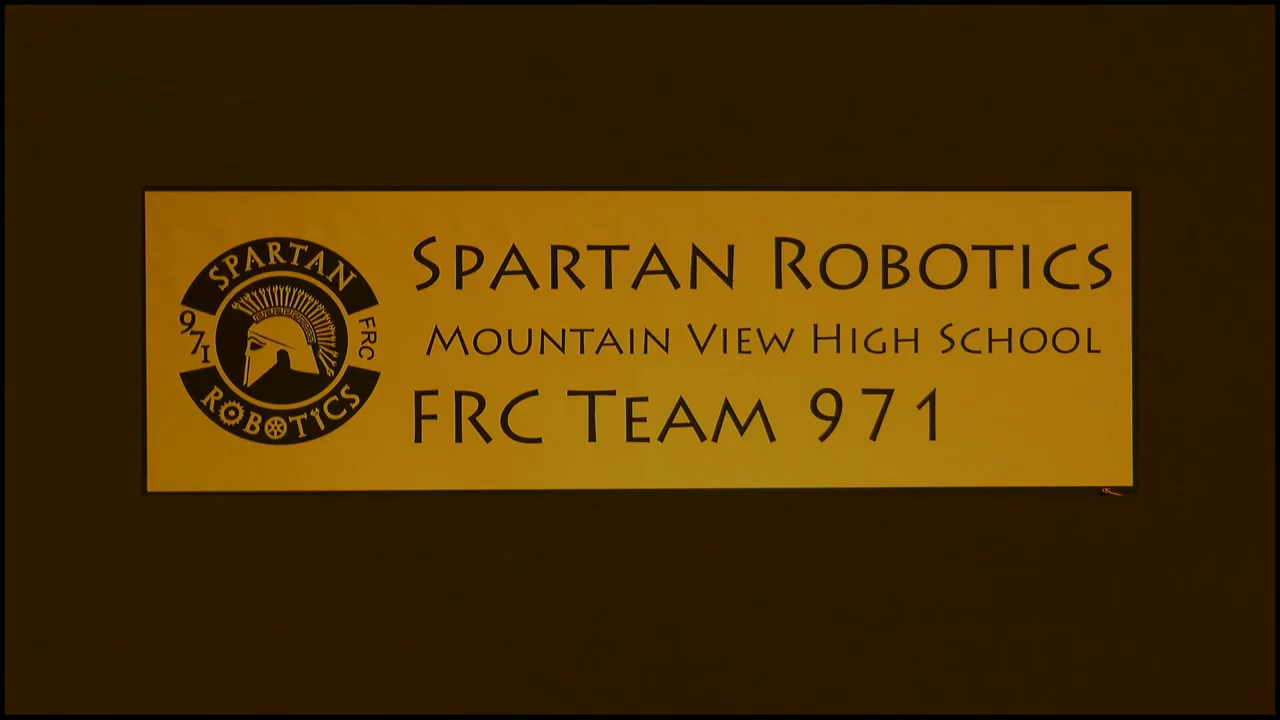 SPARTAN
971
FRC
ROBOTICS
SPARTAN ROBOTICS
MOUNTAIN VIEW HIGH SCHOOL
FRC TEAM 971